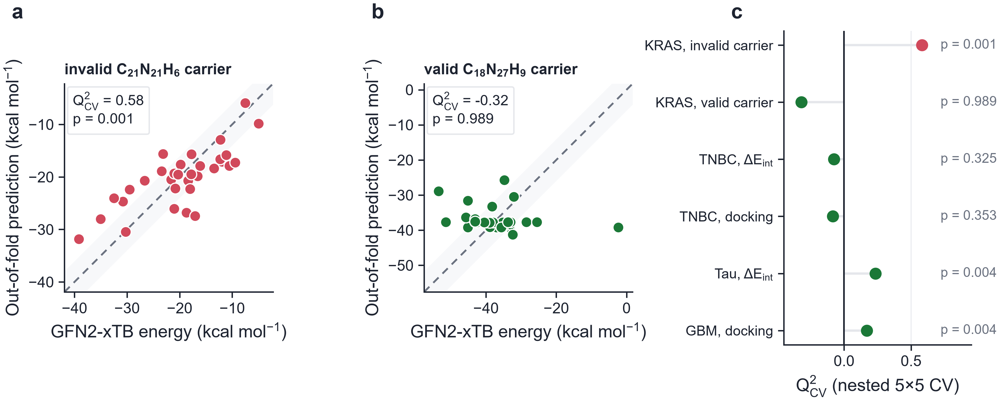 a
invalid C₂₁N₂₁H₆ carrier
Q²CV = 0.58
p = 0.001
Out-of-fold prediction (kcal mol⁻¹)
−10
−20
−30
−40
−40 −30 −20 −10
GFN2-xTB energy (kcal mol⁻¹)
b
valid C₁₈N₂₇H₉ carrier
Q²CV = -0.32
p = 0.989
Out-of-fold prediction (kcal mol⁻¹)
0
−10
−20
−30
−40
−50
−40 −20 0
GFN2-xTB energy (kcal mol⁻¹)
c
KRAS, invalid carrier p = 0.001
KRAS, valid carrier p = 0.989
TNBC, ΔEint p = 0.325
TNBC, docking p = 0.353
Tau, ΔEint p = 0.004
GBM, docking p = 0.004
0.0 0.5
Q²CV (nested 5×5 CV)